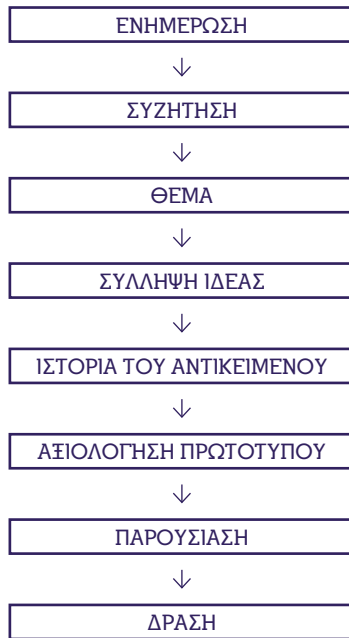 ΕΝΗΜΕΡΩΣΗ
ΣΥΖΗΤΗΣΗ
ΘΕΜΑ
ΣΥΛΛΗΨΗ ΙΔΕΑΣ
ΙΣΤΟΡΙΑ ΤΟΥ ΑΝΤΙΚΕΙΜΕΝΟΥ
ΑΞΙΟΛΟΓΗΣΗ ΠΡΩΤΟΤΥΠΟΥ
ΠΑΡΟΥΣΙΑΣΗ
ΔΡΑΣΗ